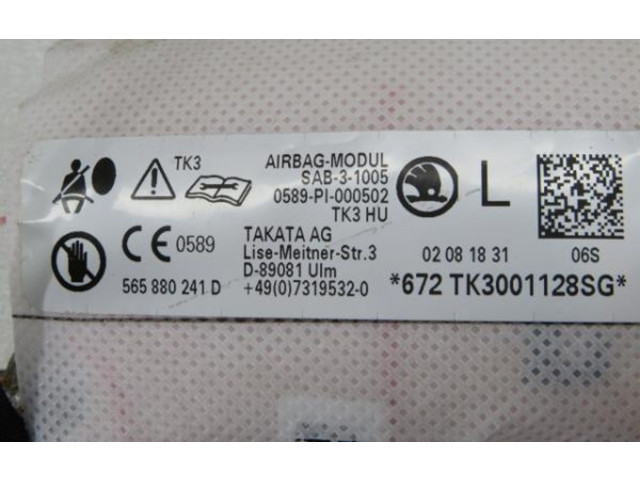 TK3
AIRBAG-MODUL
SAB-3-1005
0589-PI-000502
TK3 HU
L
CE 0589
TAKATA AG
Lise-Meitner-Str.3
D-89081 Ulm
+49(0)7319532-0
565 880 241 D
02 08 18 31
06S
*672 TK3001128SG*